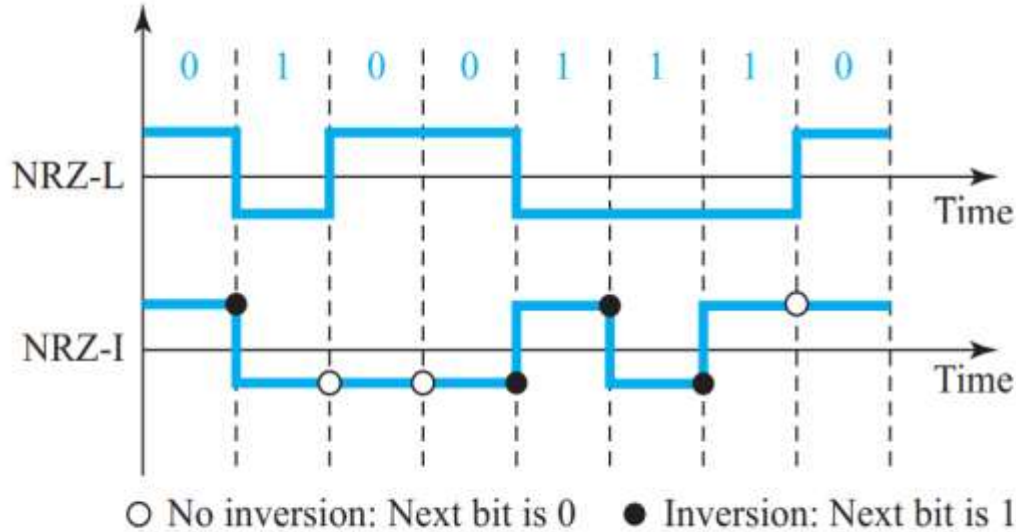 0 1 0 0 1 1 1 0
NRZ-L
Time
NRZ-I
Time
No inversion: Next bit is 0
Inversion: Next bit is 1